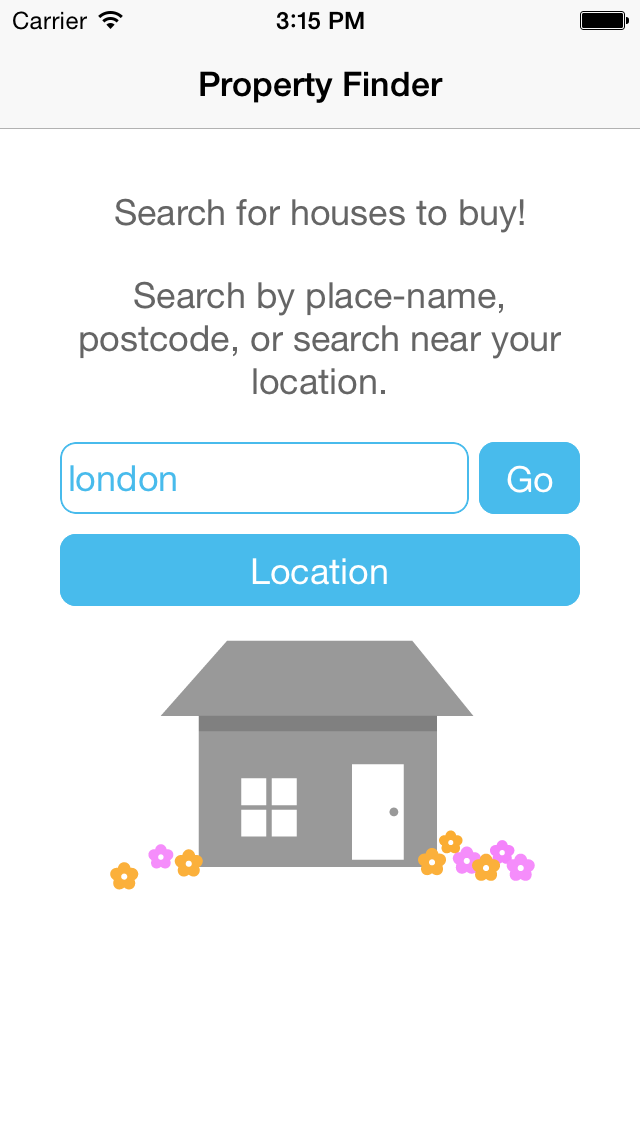 Carrier 3:15 PM
Property Finder
Search for houses to buy!
Search by place-name,
postcode, or search near your
location.
london Go
Location